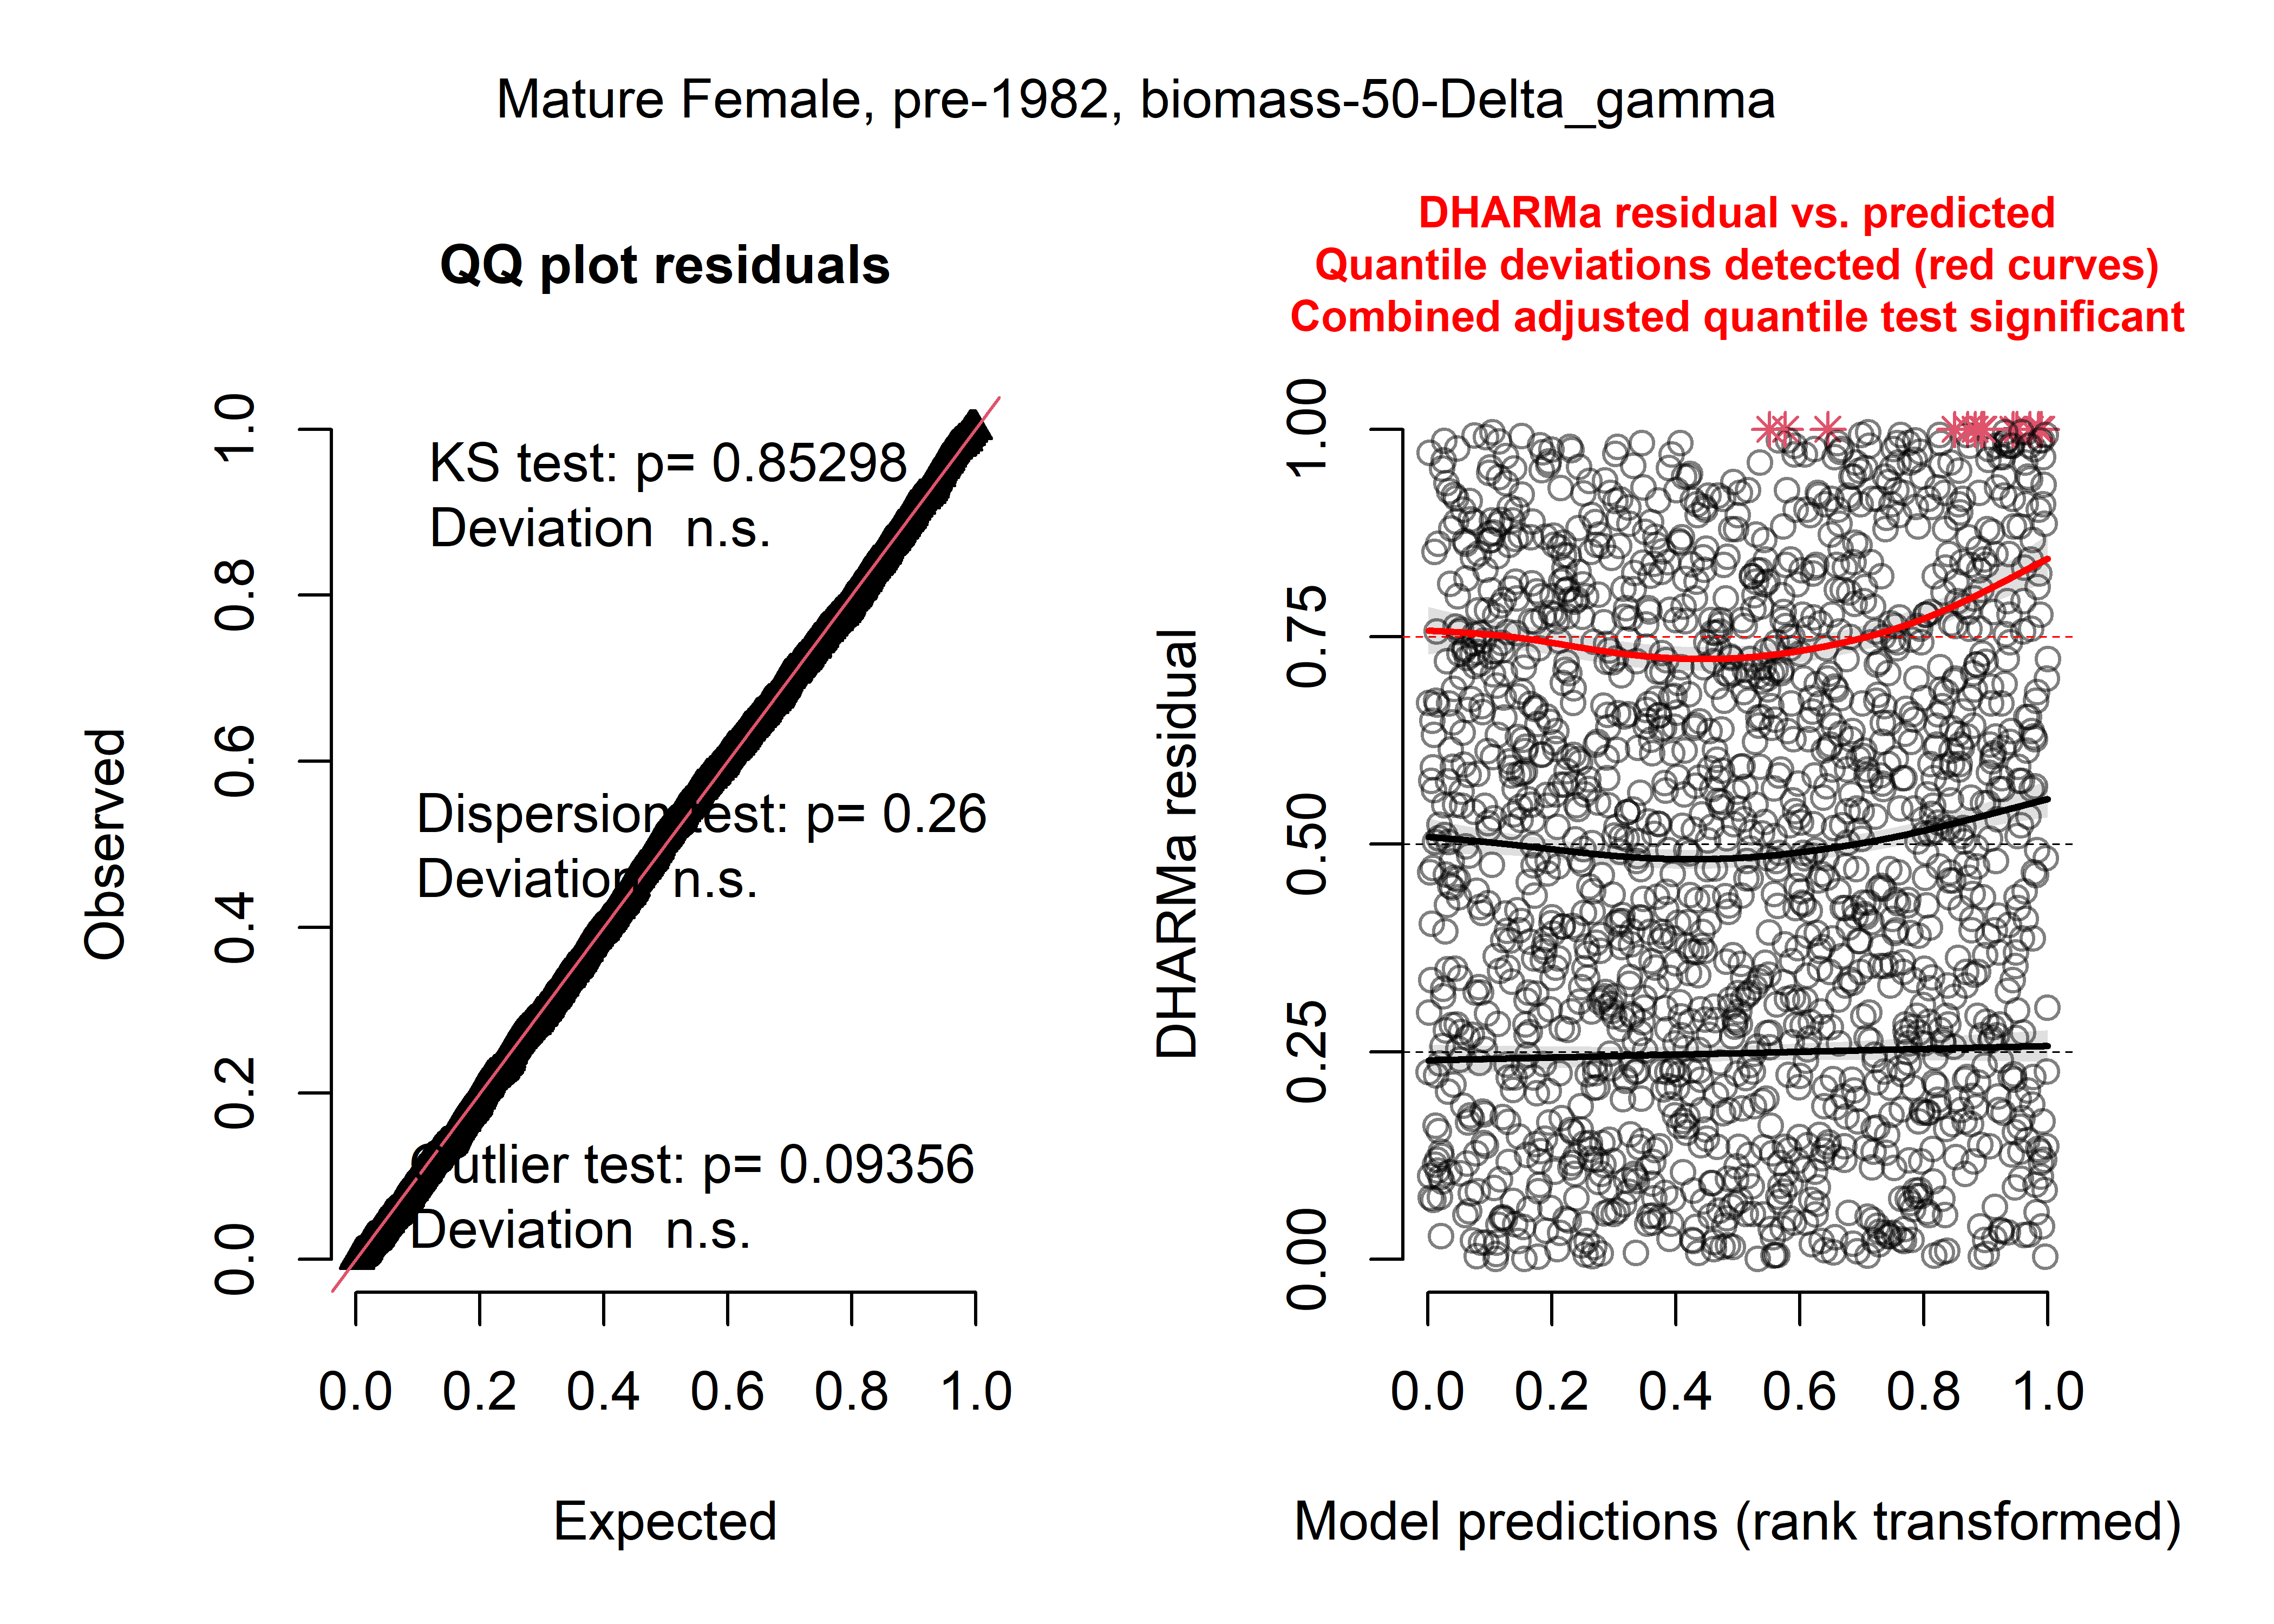 Mature Female, pre-1982, biomass-50-Delta_gamma
QQ plot residuals
KS test: p= 0.85298
Deviation  n.s.
Dispersion test: p= 0.26
Deviation  n.s.
Outlier test: p= 0.09356
Deviation  n.s.
Observed
1.0
0.8
0.6
0.4
0.2
0.0
0.0 0.2 0.4 0.6 0.8 1.0
Expected
DHARMa residual vs. predicted
Quantile deviations detected (red curves)
Combined adjusted quantile test significant
DHARMa residual
1.00
0.75
0.50
0.25
0.00
0.0 0.2 0.4 0.6 0.8 1.0
Model predictions (rank transformed)